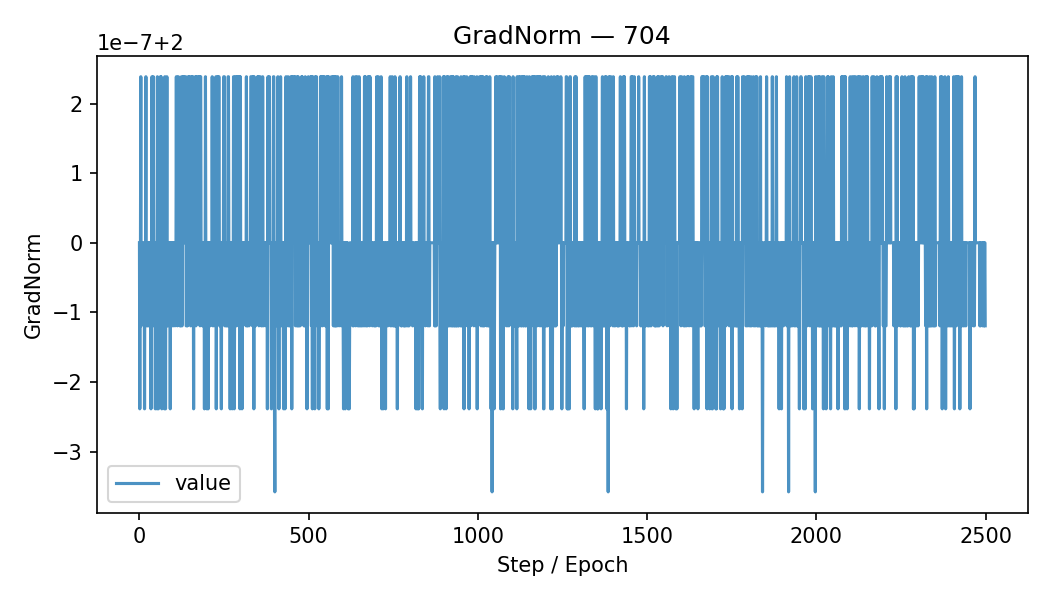 GradNorm — 704
1e−7+2
2
1
0
−1
−2
−3
GradNorm
value
0 500 1000 1500 2000 2500
Step / Epoch